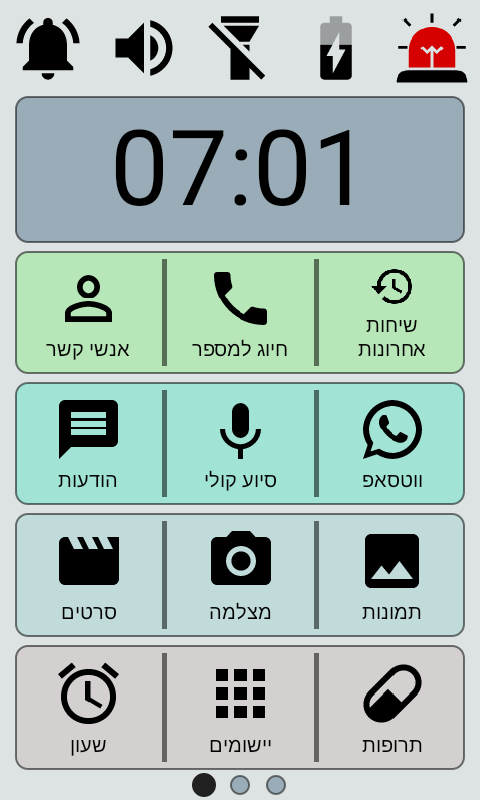 07:01
שיחות
אחרונות
חיוג למספר
אנשי קשר
ווטסאפ
סיוע קולי
הודעות
תמונות
מצלמה
סרטים
תרופות
יישומים
שעון